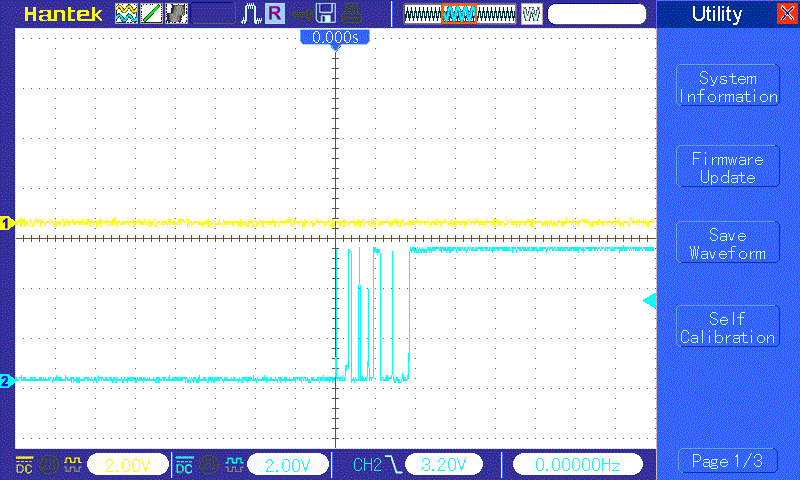 Hantek
R
Utility
0.000s
System
Information
Firmware
Update
Save
Waveform
Self
Calibration
1
2
DC
2.00V
DC
2.00V
CH2
3.20V
0.00000Hz
Page 1/3